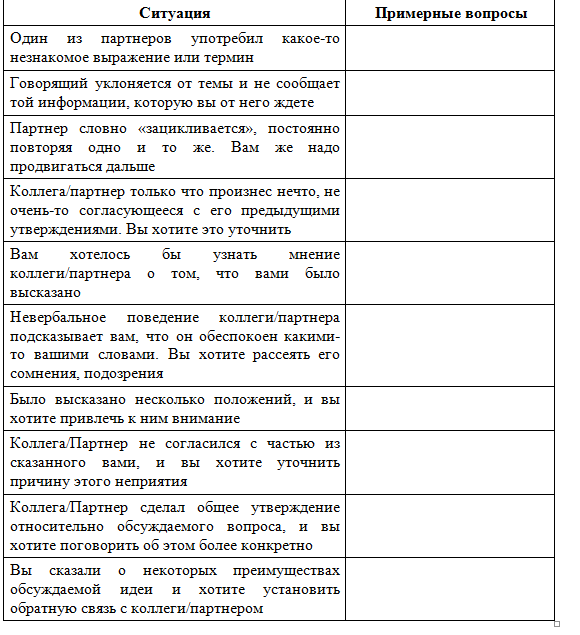 Ситуация Примерные вопросы
Один из партнеров употребил какое-то
незнакомое выражение или термин
Говорящий уклоняется от темы и не сообщает
той информации, которую вы от него ждете
Партнер словно «зацикливается», постоянно
повторяя одно и то же. Вам же надо
продвигаться дальше
Коллега/партнер только что произнес нечто, не
очень-то согласующееся с его предыдущими
утверждениями. Вы хотите это уточнить
Вам хотелось бы узнать мнение
коллеги/партнера о том, что вами было
высказано
Невербальное поведение коллеги/партнера
подсказывает вам, что он обеспокоен какими-
то вашими словами. Вы хотите рассеять его
сомнения, подозрения
Было высказано несколько положений, и вы
хотите привлечь к ним внимание
Коллега/Партнер не согласился с частью из
сказанного вами, и вы хотите уточнить
причину этого неприятия
Коллега/Партнер сделал общее утверждение
относительно обсуждаемого вопроса, и вы
хотите поговорить об этом более конкретно
Вы сказали о некоторых преимуществах
обсуждаемой идеи и хотите установить
обратную связь с коллеги/партнером